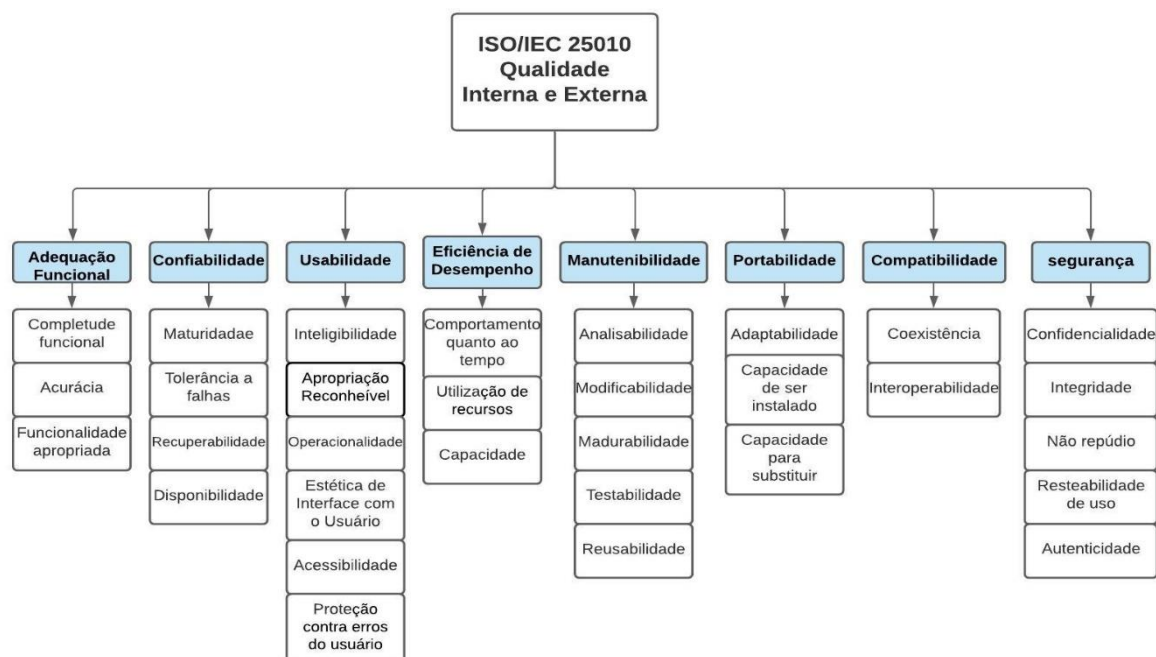 ISO/IEC 25010
Qualidade
Interna e Externa
Adequação
Funcional
Completude
funcional
Acurácia
Funcionalidade
apropriada
Confiabilidade
Maturidadae
Tolerância a
falhas
Recuperabilidade
Disponibilidade
Usabilidade
Inteligibilidade
Apropriação
Reconheível
Operacionalidade
Estética de
Interface com
o Usuário
Acessibilidade
Proteção
contra erros
do usuário
Eficiência de
Desempenho
Comportamento
quanto ao
tempo
Utilização de
recursos
Capacidade
Manutenibilidade
Analisabilidade
Modificabilidade
Madurabilidade
Testabilidade
Reusabilidade
Portabilidade
Adaptabilidade
Capacidade
de ser
instalado
Capacidade
para
substituir
Compatibilidade
Coexistência
Interoperabilidade
segurança
Confidencialidade
Integridade
Não repúdio
Resteabilidade
de uso
Autenticidade